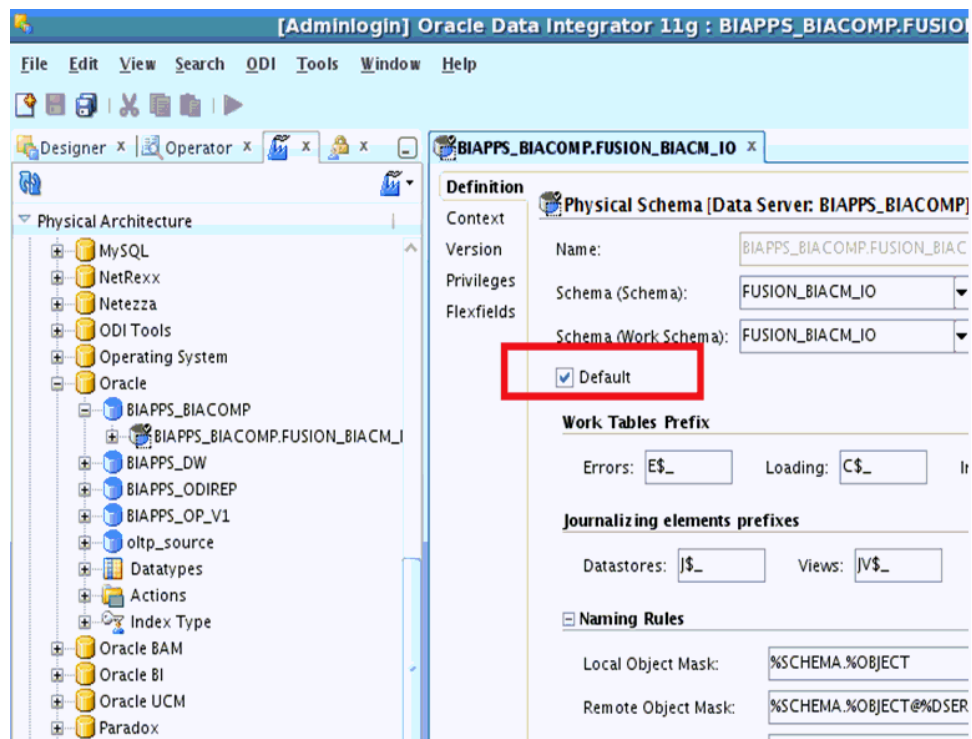 [Adminlogin] Oracle Data Integrator 11g : BIAPPS_BIACOMP.FUSIO
File Edit View Search ODI Tools Window Help
Designer x Operator x x x
BIAPPS_BIACOMP.FUSION_BIACM_IO x
Physical Architecture
MySQL
NetRexx
Netezza
ODI Tools
Operating System
Oracle
BIAPPS_BIACOMP
BIAPPS_BIACOMP.FUSION_BIACM_I
BIAPPS_DW
BIAPPS_ODIREP
BIAPPS_OP_V1
oltp_source
Datatypes
Actions
Index Type
Oracle BAM
Oracle BI
Oracle UCM
Paradox
Definition
Context
Version
Privileges
Flexfields
Physical Schema [Data Server: BIAPPS_BIACOMP]
Name: BIAPPS_BIACOMP.FUSION_BIAC
Schema (Schema): FUSION_BIACM_IO
Schema (Work Schema): FUSION_BIACM_IO
Default
Work Tables Prefix
Errors: E$_ Loading: C$_ In
Journalizing elements prefixes
Datastores: J$_ Views: JV$_
Naming Rules
Local Object Mask: %SCHEMA.%OBJECT
Remote Object Mask: %SCHEMA.%OBJECT@%DSER